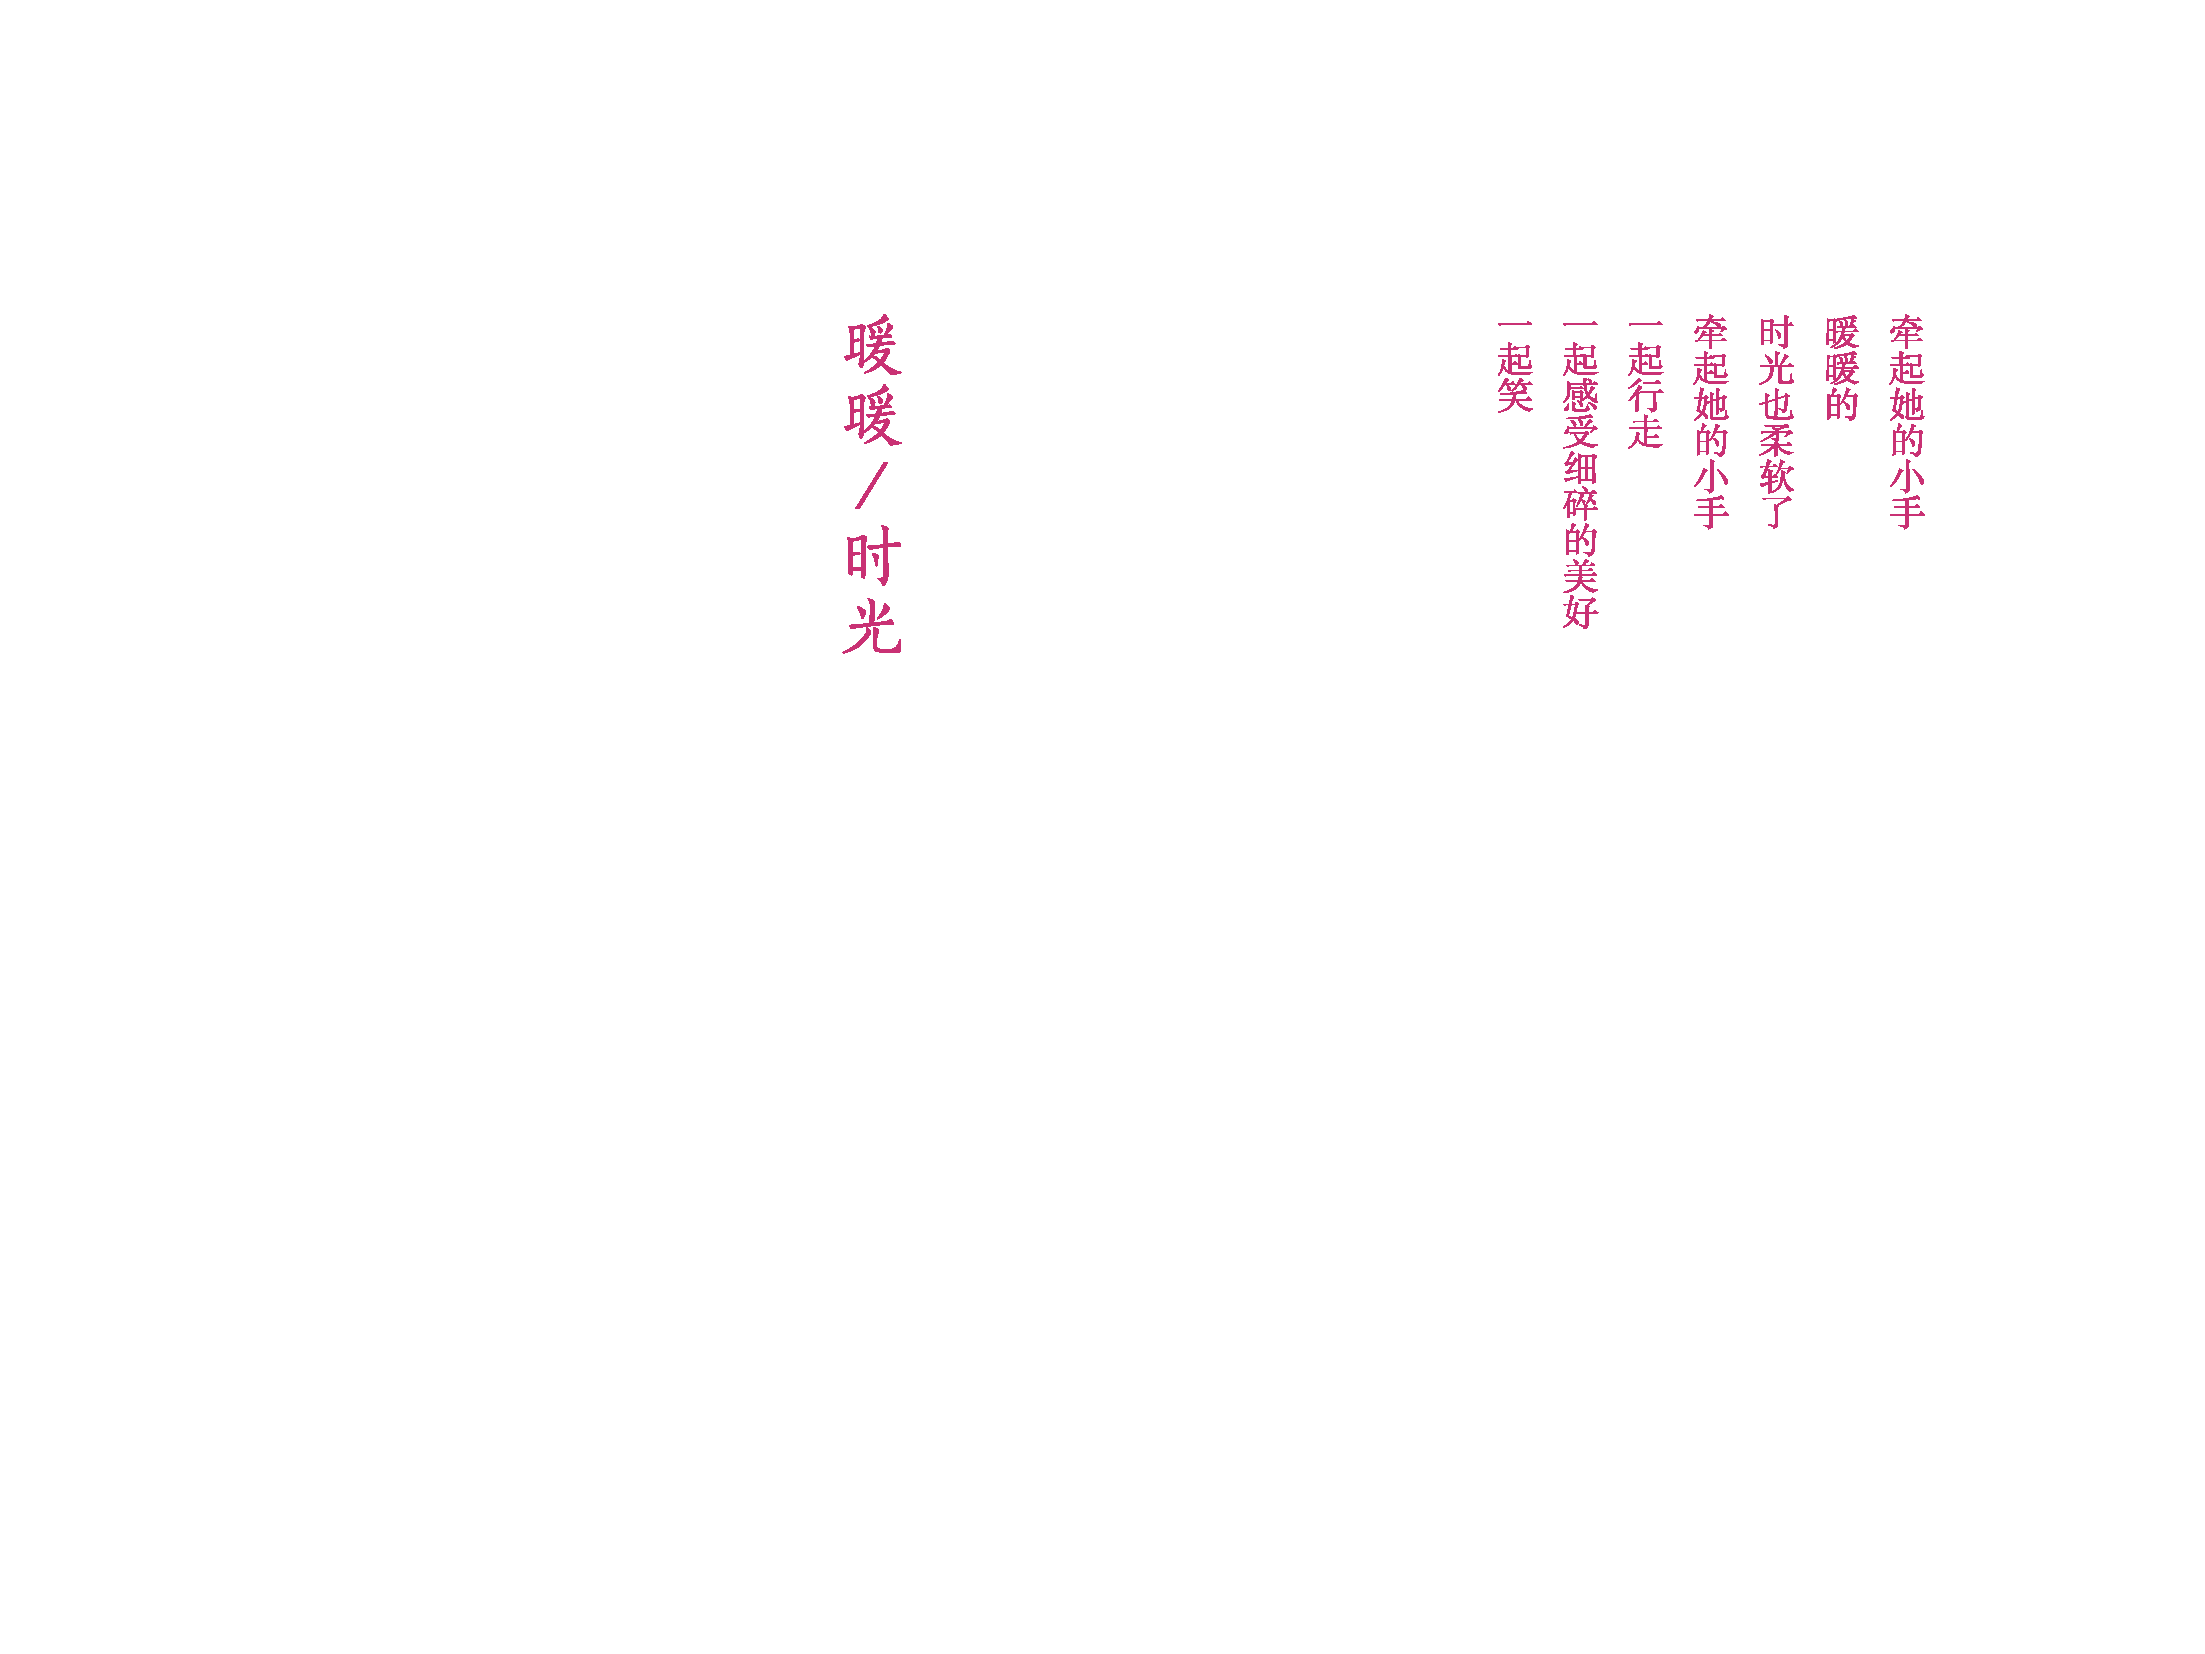 牵起她的小手
暖暖的
时光也柔软了
牵起她的小手
一起行走
一起感受细碎的美好
一起笑
暖暖/时光